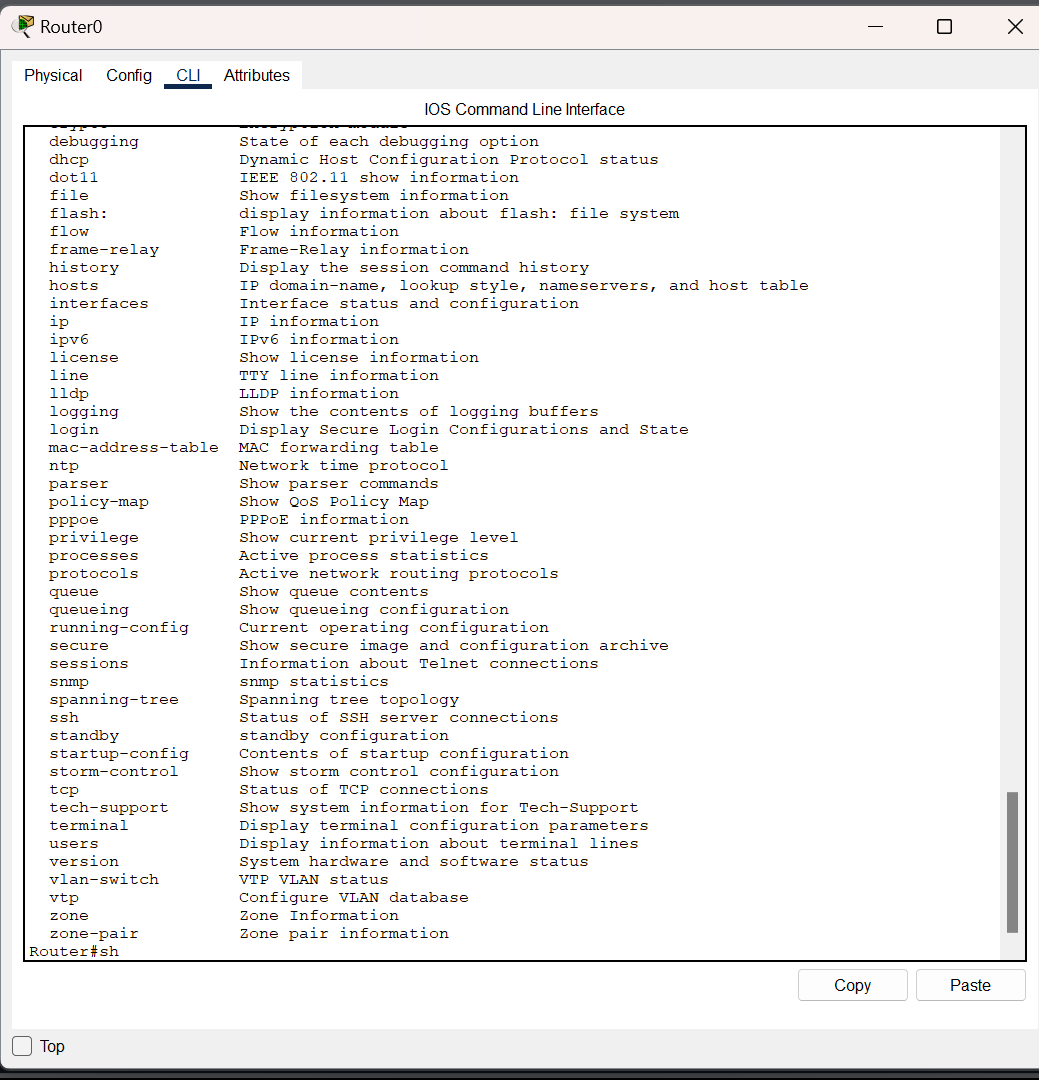 Router0
Physical Config CLI Attributes
IOS Command Line Interface
debugging State of each debugging option
dhcp Dynamic Host Configuration Protocol status
dot11 IEEE 802.11 show information
file Show filesystem information
flash: display information about flash: file system
flow Flow information
frame-relay Frame-Relay information
history Display the session command history
hosts IP domain-name, lookup style, nameservers, and host table
interfaces Interface status and configuration
ip IP information
ipv6 IPv6 information
license Show license information
line TTY line information
lldp LLDP information
logging Show the contents of logging buffers
login Display Secure Login Configurations and State
mac-address-table MAC forwarding table
ntp Network time protocol
parser Show parser commands
policy-map Show QoS Policy Map
pppoe PPPoE information
privilege Show current privilege level
processes Active process statistics
protocols Active network routing protocols
queue Show queue contents
queueing Show queueing configuration
running-config Current operating configuration
secure Show secure image and configuration archive
sessions Information about Telnet connections
snmp snmp statistics
spanning-tree Spanning tree topology
ssh Status of SSH server connections
standby standby configuration
startup-config Contents of startup configuration
storm-control Show storm control configuration
tcp Status of TCP connections
tech-support Show system information for Tech-Support
terminal Display terminal configuration parameters
users Display information about terminal lines
version System hardware and software status
vlan-switch VTP VLAN status
vtp Configure VLAN database
zone Zone Information
zone-pair Zone pair information
Router#sh
Copy Paste
Top